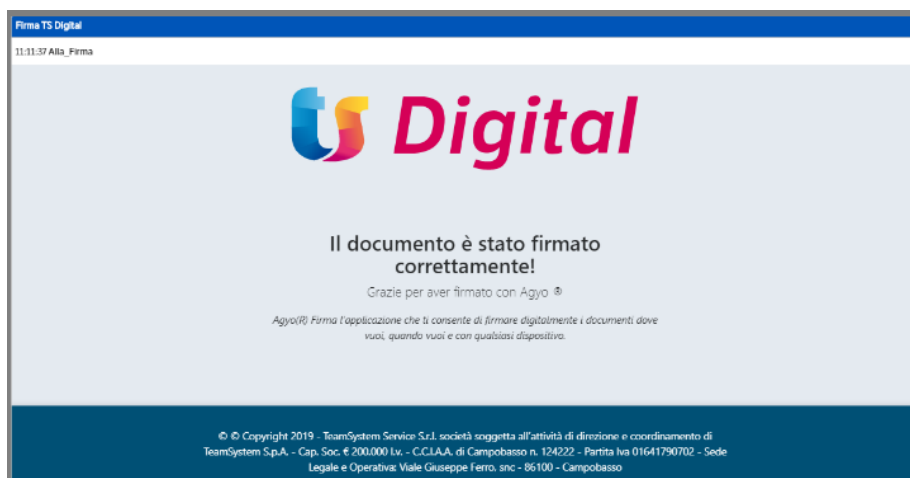 Firma TS Digital
11:11:37 Alla_Firma
ts Digital
Il documento è stato firmato
correttamente!
Grazie per aver firmato con Agyo ®
Agyo(R) Firma l'applicazione che ti consente di firmare digitalmente i documenti dove
vuoi, quando vuoi e con qualsiasi dispositivo.
© © Copyright 2019 - TeamSystem Service S.r.l. società soggetta all'attività di direzione e coordinamento di
TeamSystem S.p.A. - Cap. Soc. € 200.000 I.v. - C.C.I.A.A. di Campobasso n. 124222 - Partita Iva 01641790702 - Sede
Legale e Operativa: Viale Giuseppe Ferro, snc - 86100 - Campobasso